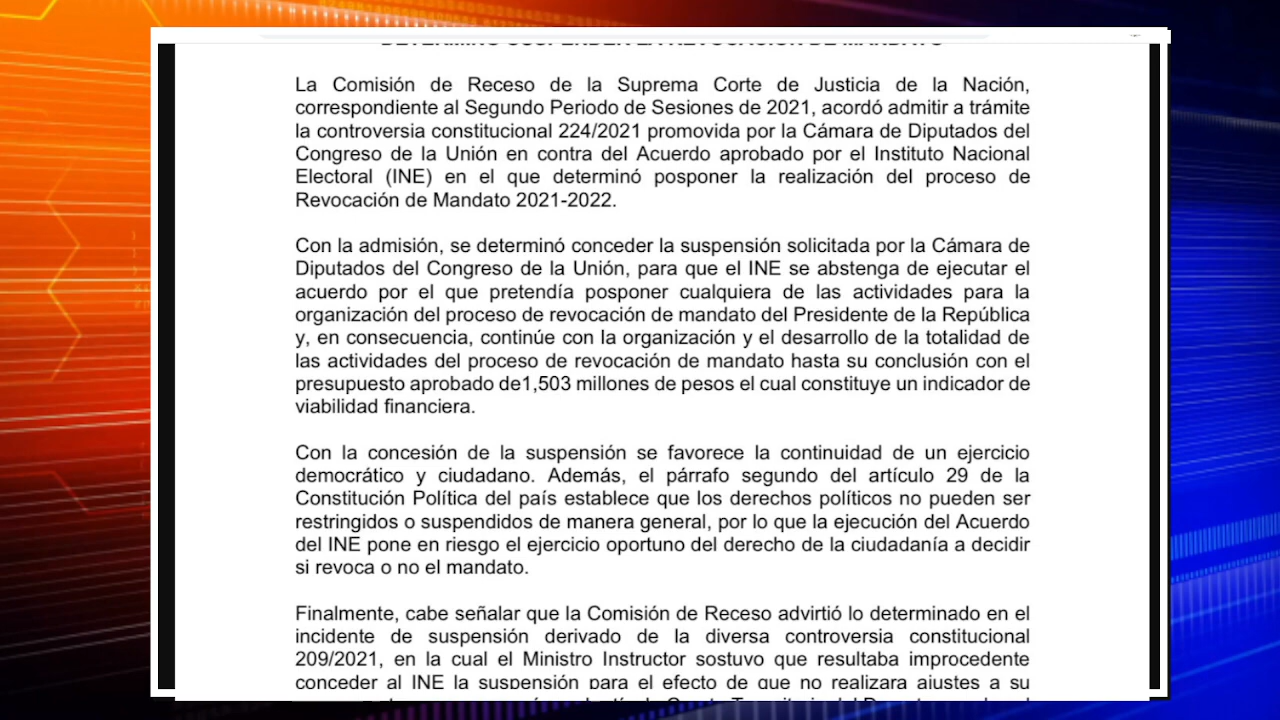 DETERMINÓ SUSPENDER LA REVOCACIÓN DE MANDATO
La Comisión de Receso de la Suprema Corte de Justicia de la Nación,
correspondiente al Segundo Periodo de Sesiones de 2021, acordó admitir a trámite
la controversia constitucional 224/2021 promovida por la Cámara de Diputados del
Congreso de la Unión en contra del Acuerdo aprobado por el Instituto Nacional
Electoral (INE) en el que determinó posponer la realización del proceso de
Revocación de Mandato 2021-2022.
Con la admisión, se determinó conceder la suspensión solicitada por la Cámara de
Diputados del Congreso de la Unión, para que el INE se abstenga de ejecutar el
acuerdo por el que pretendía posponer cualquiera de las actividades para la
organización del proceso de revocación de mandato del Presidente de la República
y, en consecuencia, continúe con la organización y el desarrollo de la totalidad de
las actividades del proceso de revocación de mandato hasta su conclusión con el
presupuesto aprobado de1,503 millones de pesos el cual constituye un indicador de
viabilidad financiera.
Con la concesión de la suspensión se favorece la continuidad de un ejercicio
democrático y ciudadano. Además, el párrafo segundo del artículo 29 de la
Constitución Política del país establece que los derechos políticos no pueden ser
restringidos o suspendidos de manera general, por lo que la ejecución del Acuerdo
del INE pone en riesgo el ejercicio oportuno del derecho de la ciudadanía a decidir
si revoca o no el mandato.
Finalmente, cabe señalar que la Comisión de Receso advirtió lo determinado en el
incidente de suspensión derivado de la diversa controversia constitucional
209/2021, en la cual el Ministro Instructor sostuvo que resultaba improcedente
conceder al INE la suspensión para el efecto de que no realizara ajustes a su